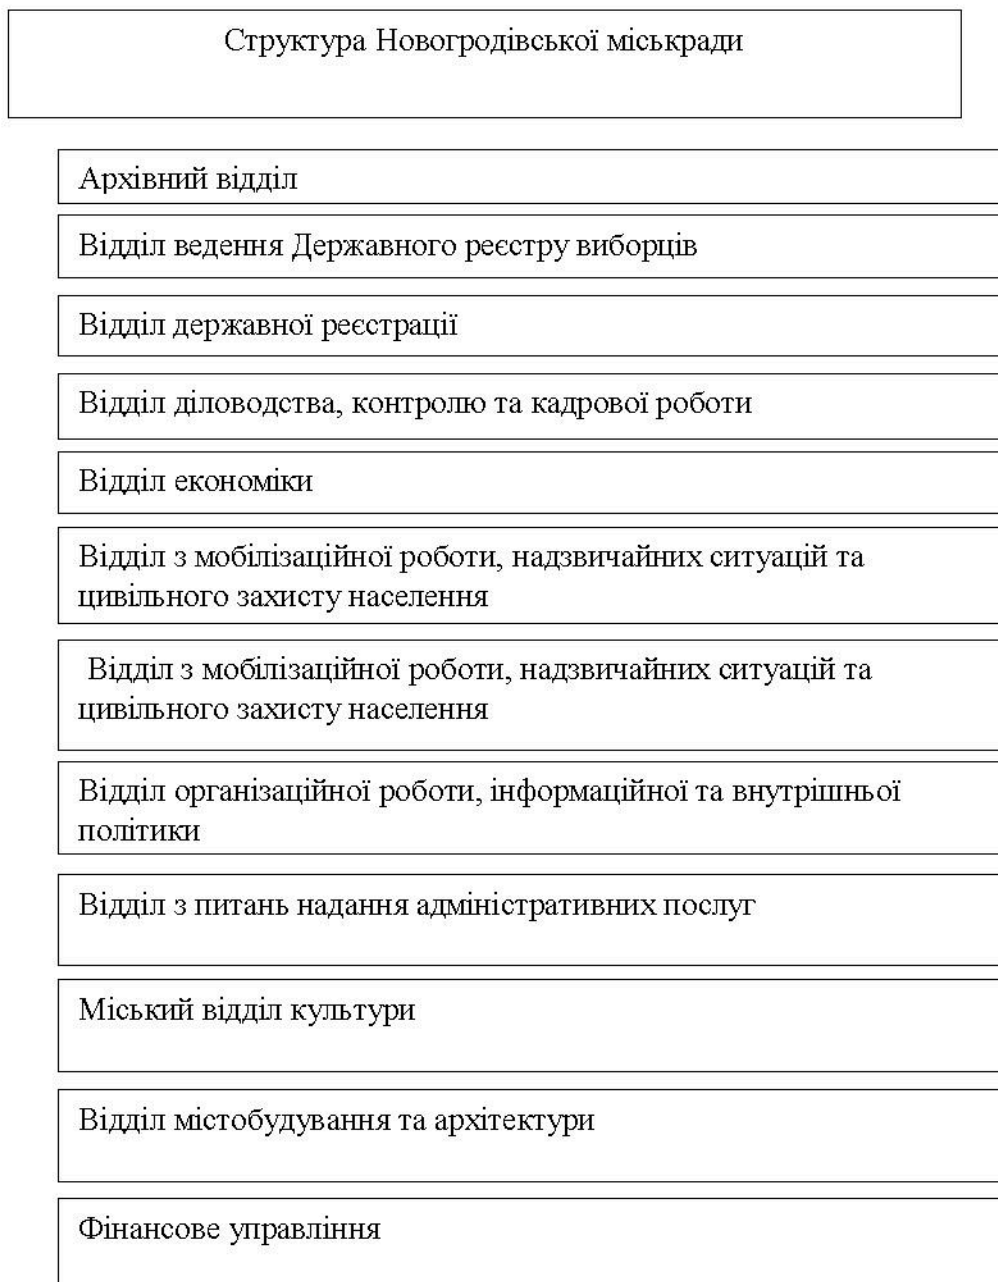 Структура Новогродівської міськради
Архівний відділ
Відділ ведення Державного реєстру виборців
Відділ державної реєстрації
Відділ діловодства, контролю та кадрової роботи
Відділ економіки
Відділ з мобілізаційної роботи, надзвичайних ситуацій та
цивільного захисту населення
Відділ з мобілізаційної роботи, надзвичайних ситуацій та
цивільного захисту населення
Відділ організаційної роботи, інформаційної та внутрішньої
політики
Відділ з питань надання адміністративних послуг
Міський відділ культури
Відділ містобудування та архітектури
Фінансове управління